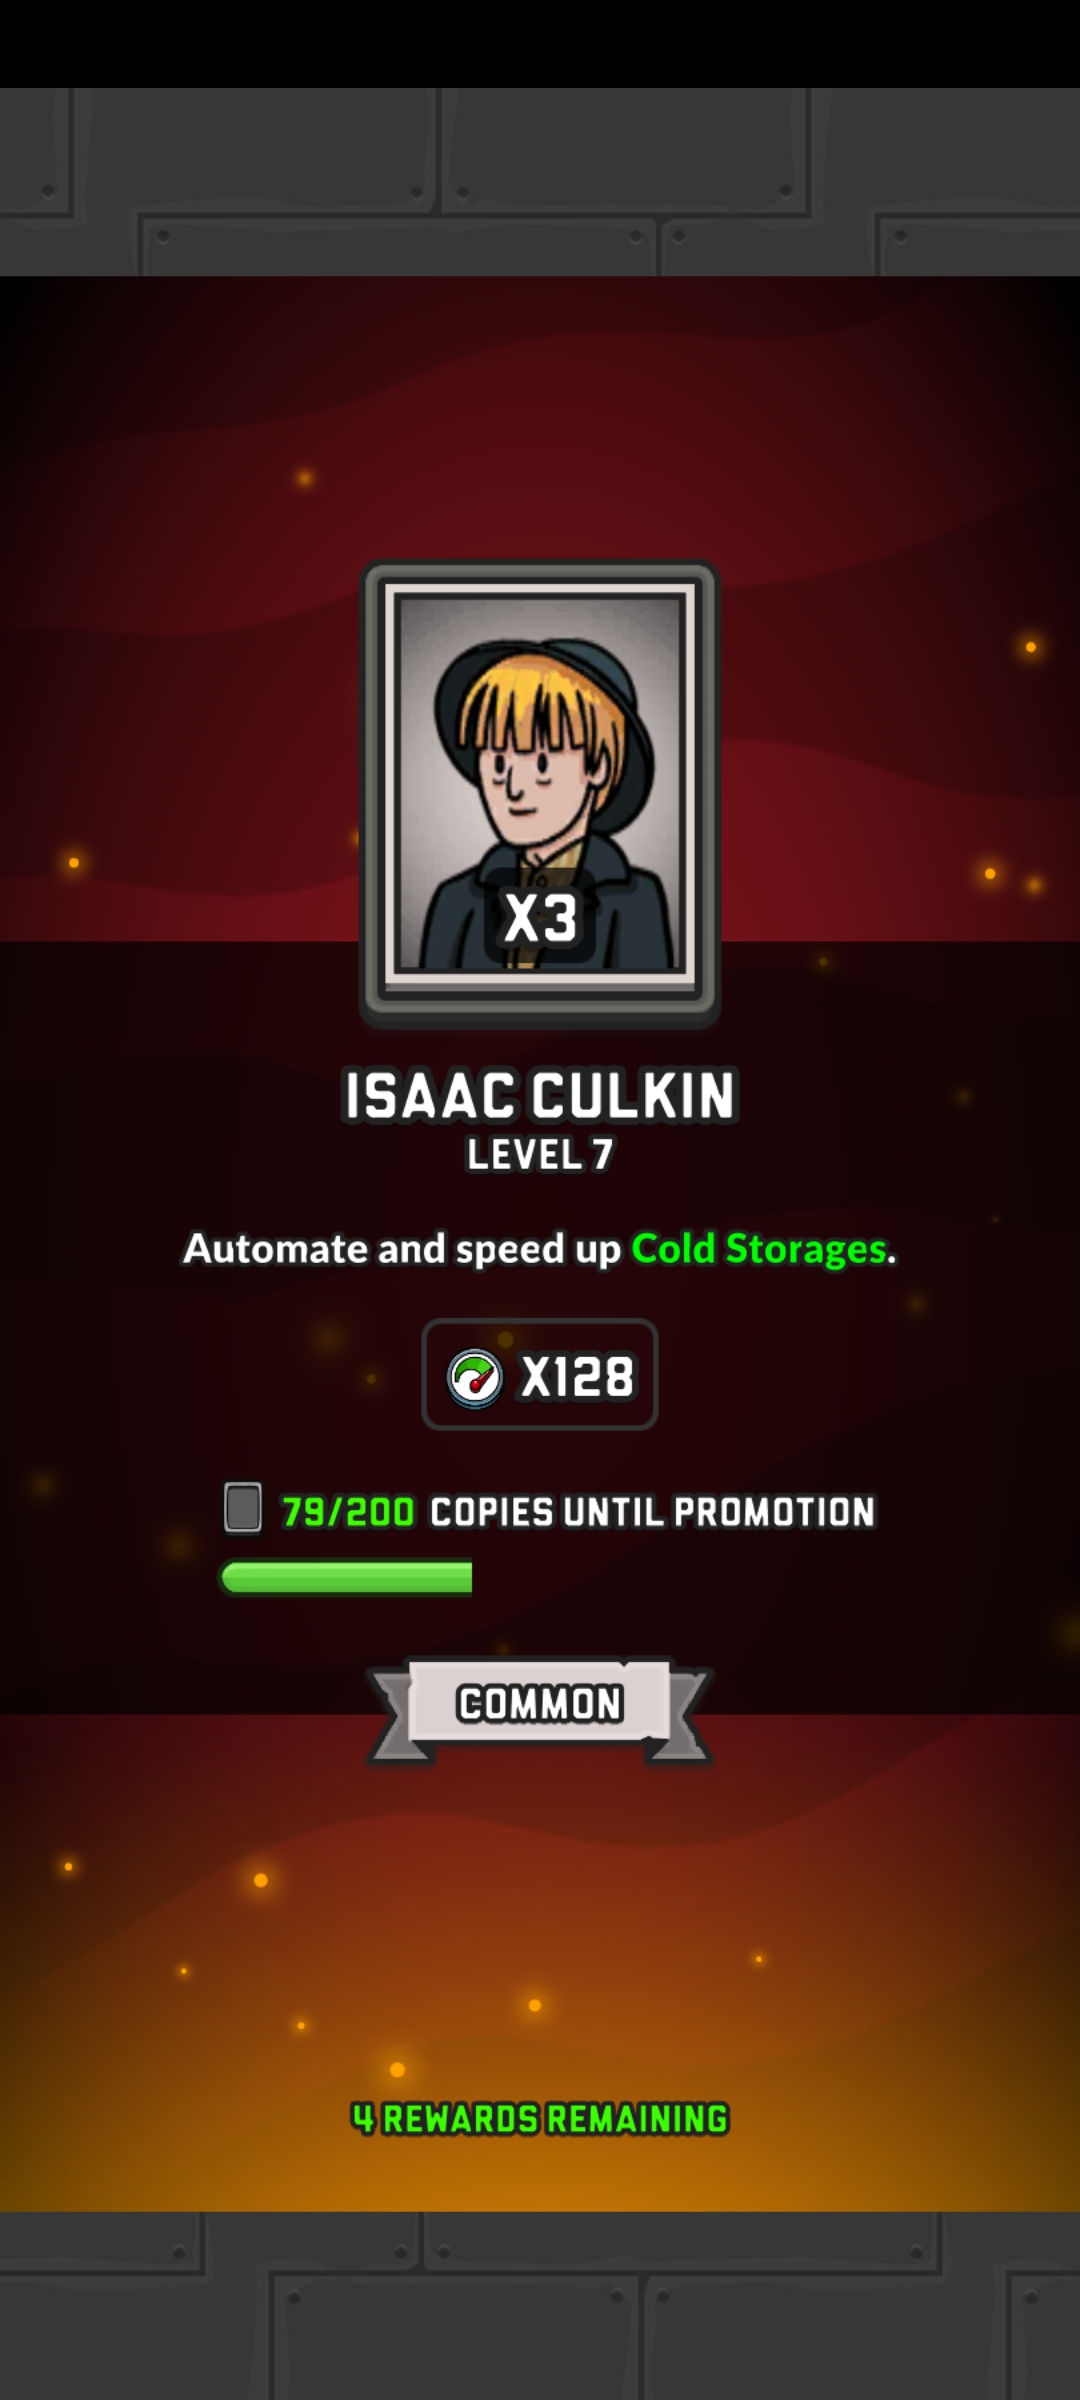 X3
ISAAC CULKIN
LEVEL 7
Automate and speed up Cold Storages.
X128
79/200 COPIES UNTIL PROMOTION
COMMON
4 REWARDS REMAINING